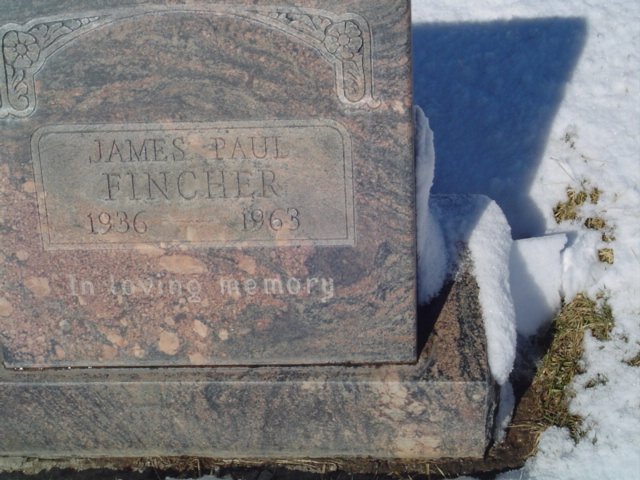 JAMES PAUL
FINCHER
1936 — 1963
In loving memory